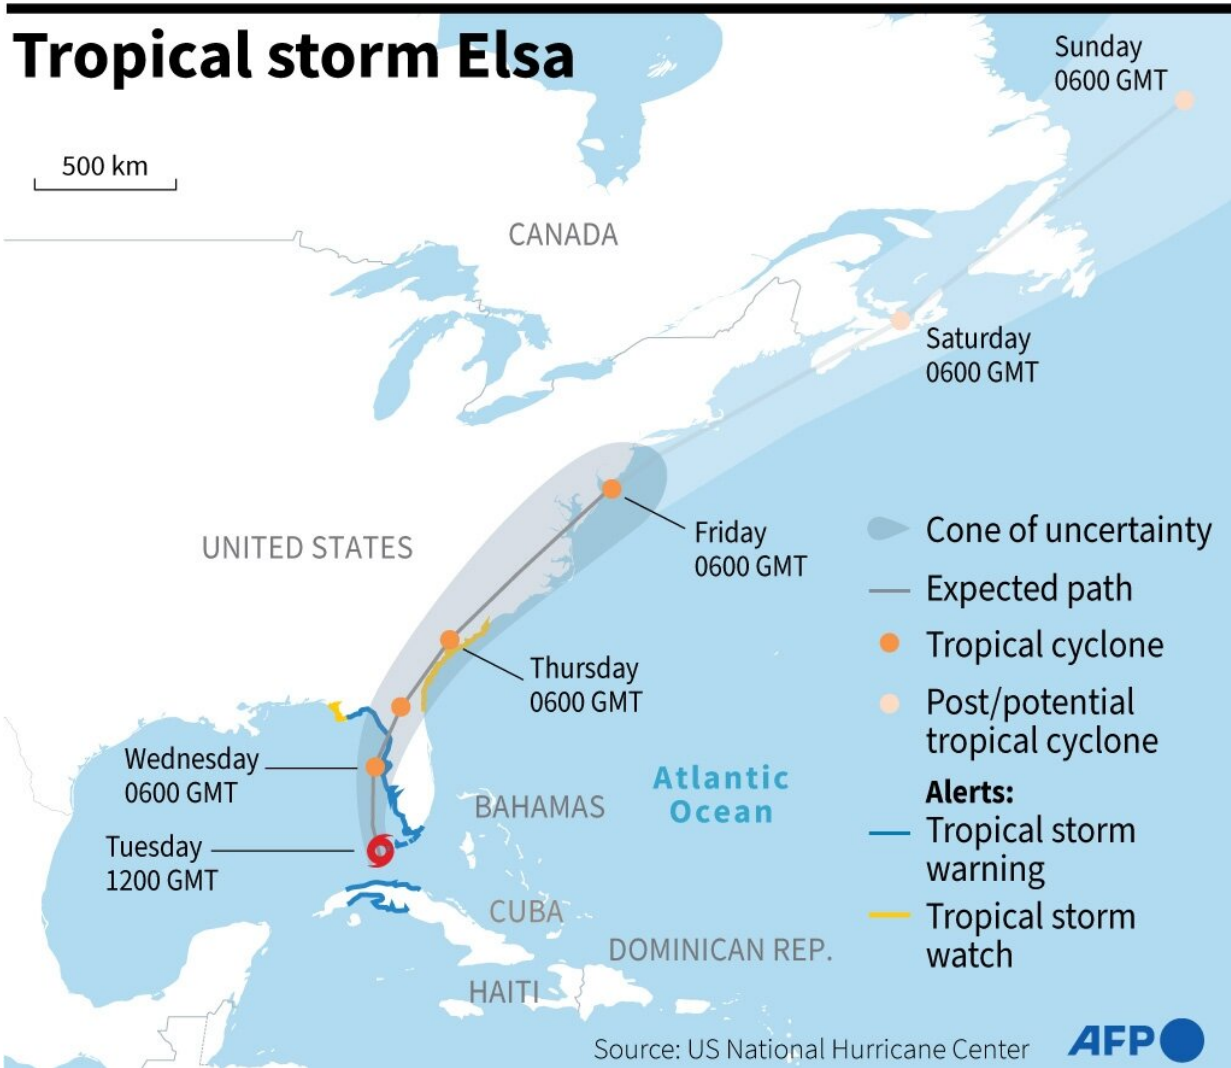 Tropical storm Elsa
Sunday
0600 GMT
500 km
CANADA
Saturday
0600 GMT
UNITED STATES
Friday
0600 GMT
Thursday
0600 GMT
Wednesday
0600 GMT
Tuesday
1200 GMT
Atlantic
Ocean
BAHAMAS
CUBA
DOMINICAN REP.
HAITI
Cone of uncertainty
Expected path
Tropical cyclone
Post/potential
tropical cyclone
Alerts:
Tropical storm
warning
Tropical storm
watch
Source: US National Hurricane Center
AFP